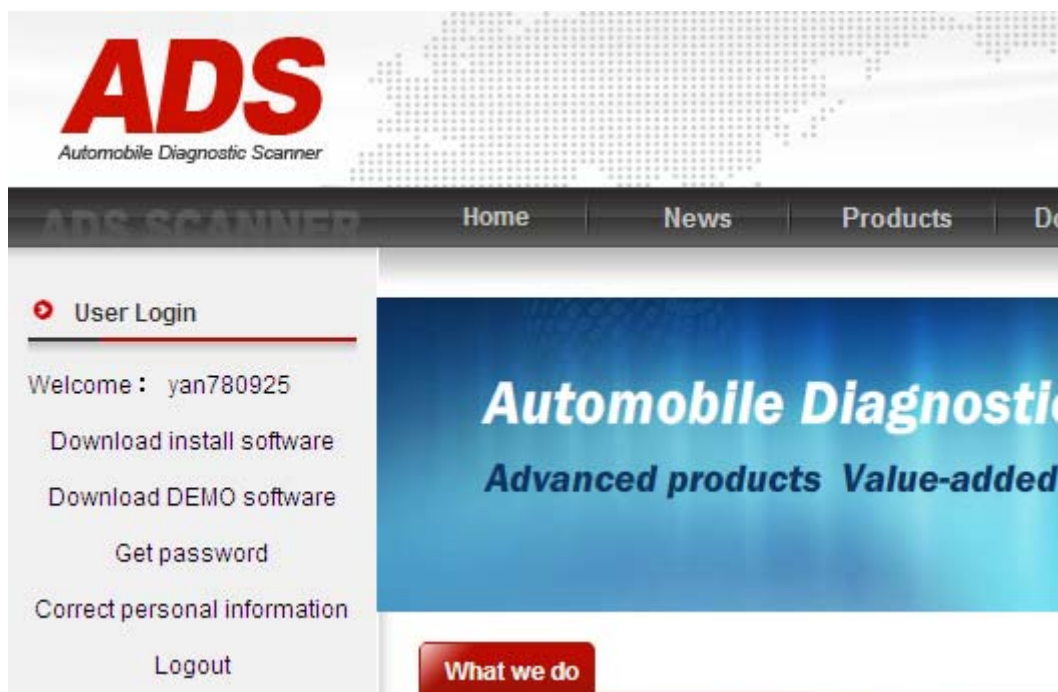 ADS
Automobile Diagnostic Scanner
ADS SCANNER
Home News Products
User Login
Welcome： yan780925
Download install software
Download DEMO software
Get password
Correct personal information
Logout
Automobile Diagnostic
Advanced products Value-added
What we do